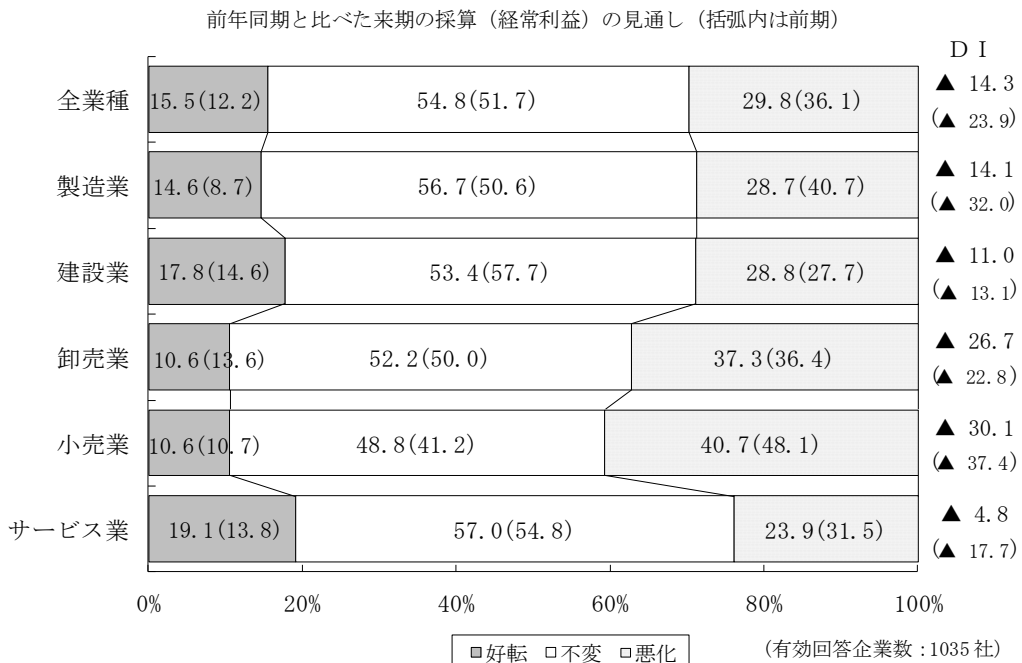 前年同期と比べた来期の採算（経常利益）の見通し（括弧内は前期）
ＤＩ
全業種 15.5(12.2) 54.8(51.7) 29.8(36.1) ▲ 14.3
(▲ 23.9)
製造業 14.6(8.7) 56.7(50.6) 28.7(40.7) ▲ 14.1
(▲ 32.0)
建設業 17.8(14.6) 53.4(57.7) 28.8(27.7) ▲ 11.0
(▲ 13.1)
卸売業 10.6(13.6) 52.2(50.0) 37.3(36.4) ▲ 26.7
(▲ 22.8)
小売業 10.6(10.7) 48.8(41.2) 40.7(48.1) ▲ 30.1
(▲ 37.4)
サービス業 19.1(13.8) 57.0(54.8) 23.9(31.5) ▲ 4.8
(▲ 17.7)
0% 20% 40% 60% 80% 100%
■好転 □不変 □悪化 （有効回答企業数：1035社）